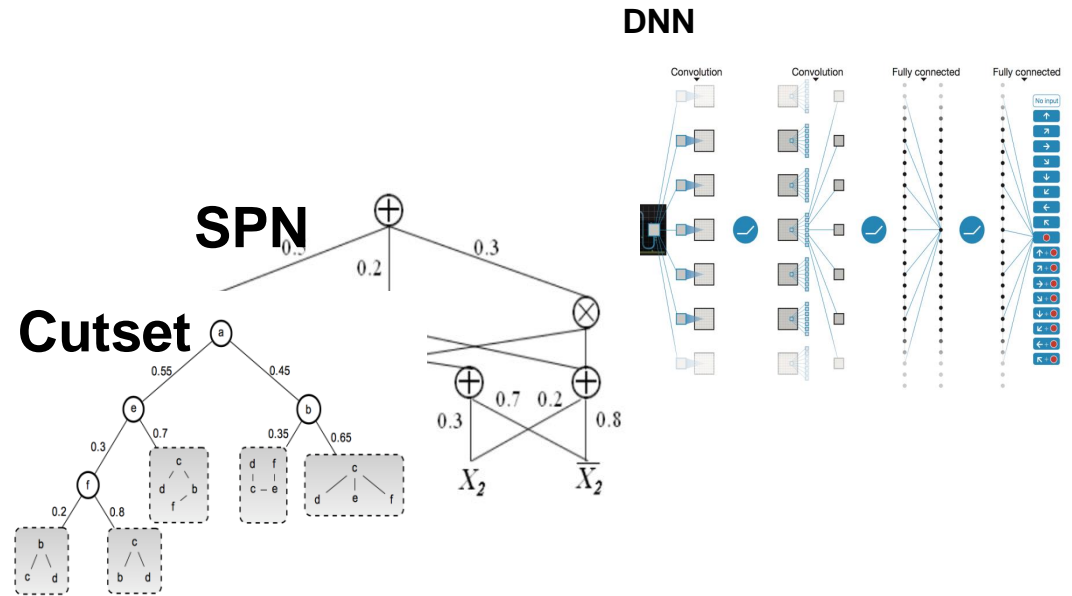 DNN
Convolution
Convolution
Fully connected
Fully connected
No input
↑
↗
→
↘
↓
↙
←
↖
↑ +
↗ +
→ +
↘ +
↓ +
↙ +
← +
↖ +
SPN
+
0.2
0.3
×
+
+
0.3
0.7
0.2
0.8
X₂
X̅₂
Cutset
a
0.55
0.45
e
b
0.3
0.7
0.35
0.65
f
c
d b
f
d f
c e
c
d e f
0.2
0.8
b
c d
c
b d